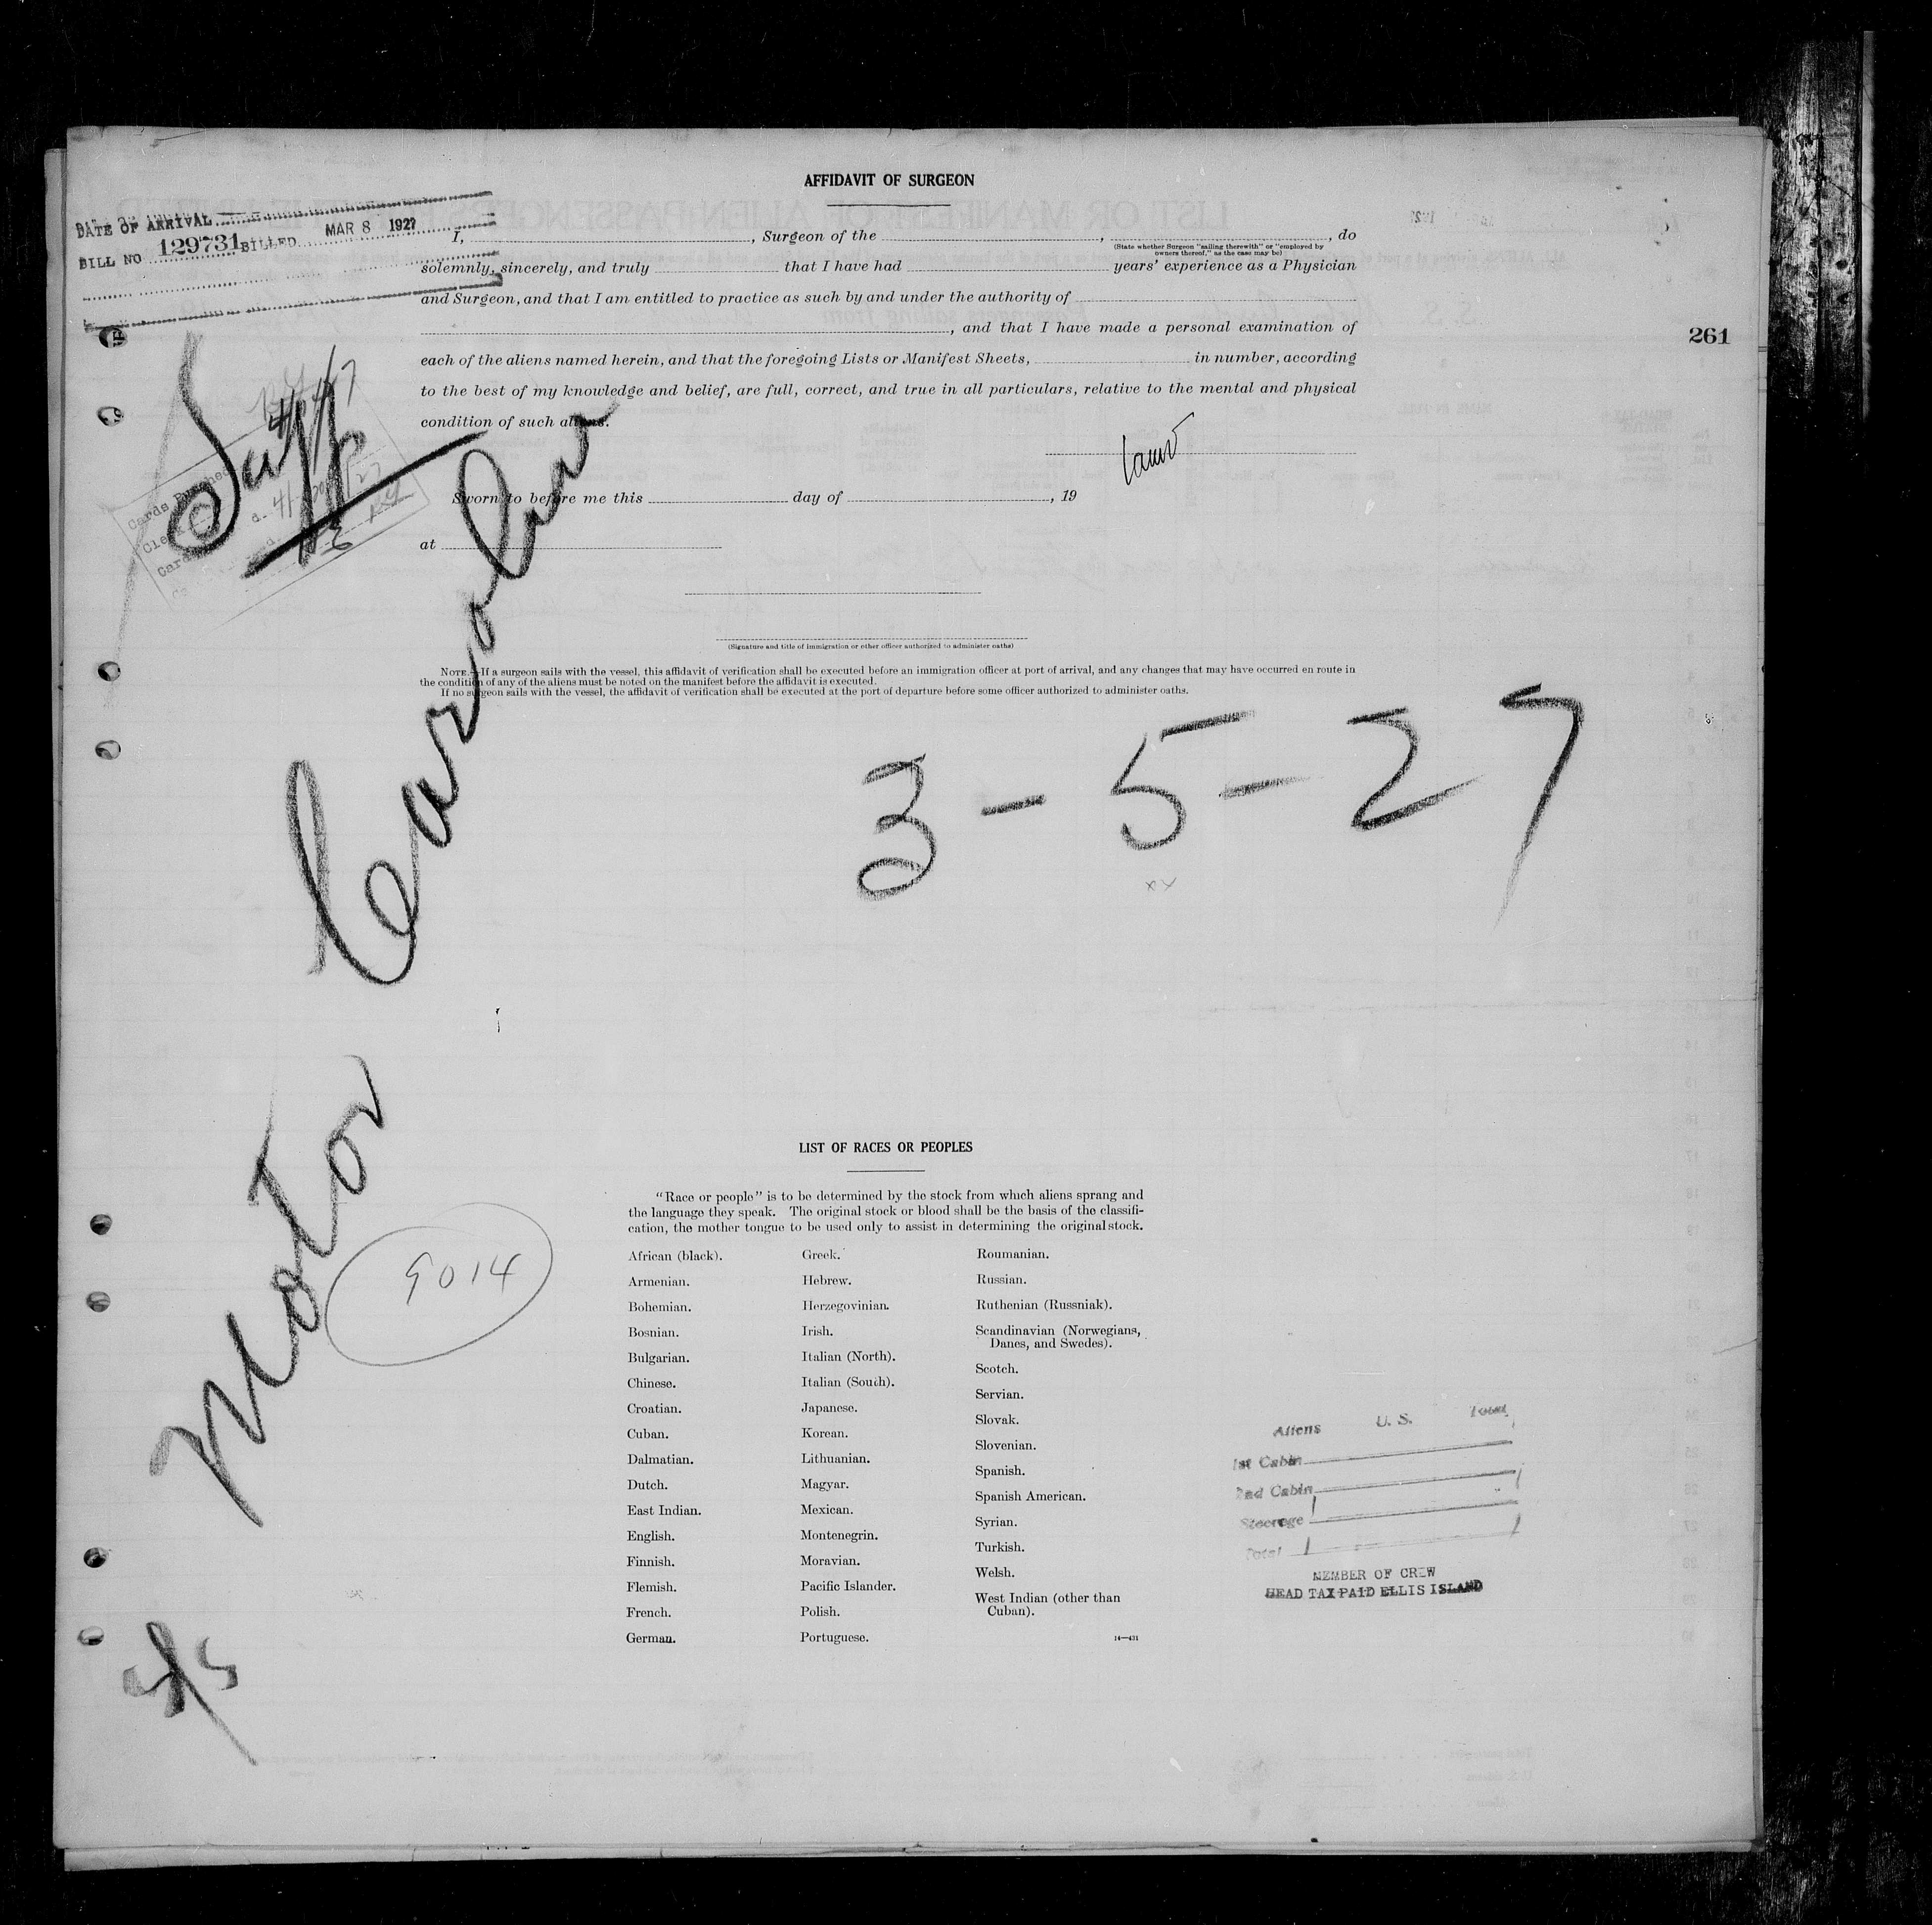 AFFIDAVIT OF SURGEON
DATE OF ARRIVAL
BILL NO 129731 BILLED MAR 8 1927
I, , Surgeon of the , , do
(State whether Surgeon "sailing therewith" or "employed by
owners thereof," as the case may be)
solemnly, sincerely, and truly that I have had years' experience as a Physician
and Surgeon, and that I am entitled to practice as such by and under the authority of
, and that I have made a personal examination of
261
each of the aliens named herein, and that the foregoing Lists or Manifest Sheets, in number, according
to the best of my knowledge and belief, are full, correct, and true in all particulars, relative to the mental and physical
condition of such aliens.
Supp
Sworn to before me this day of , 19
at
(Signature and title of immigration or other officer authorized to administer oaths)
NOTE.—If a surgeon sails with the vessel, this affidavit of verification shall be executed before an immigration officer at port of arrival, and any changes that may have occurred en route in
the condition of any of the aliens must be noted on the manifest before the affidavit is executed.
If no surgeon sails with the vessel, the affidavit of verification shall be executed at the port of departure before some officer authorized to administer oaths.
3-5-27
xx
Motor Carolina
9014
LIST OF RACES OR PEOPLES
"Race or people" is to be determined by the stock from which aliens sprang and
the language they speak. The original stock or blood shall be the basis of the classifi-
cation, the mother tongue to be used only to assist in determining the original stock.
African (black).
Armenian.
Bohemian.
Bosnian.
Bulgarian.
Chinese.
Croatian.
Cuban.
Dalmatian.
Dutch.
East Indian.
English.
Finnish.
Flemish.
French.
German.
Greek.
Hebrew.
Herzegovinian.
Irish.
Italian (North).
Italian (South).
Japanese.
Korean.
Lithuanian.
Magyar.
Mexican.
Montenegrin.
Moravian.
Pacific Islander.
Polish.
Portuguese.
Roumanian.
Russian.
Ruthenian (Russniak).
Scandinavian (Norwegians,
Danes, and Swedes).
Scotch.
Servian.
Slovak.
Slovenian.
Spanish.
Spanish American.
Syrian.
Turkish.
Welsh.
West Indian (other than
Cuban).
14—431
Aliens U. S. Total
1st Cabin
2nd Cabin
Steerage 1 1
Total 1 1
MEMBER OF CREW
HEAD TAX PAID ELLIS ISLAND